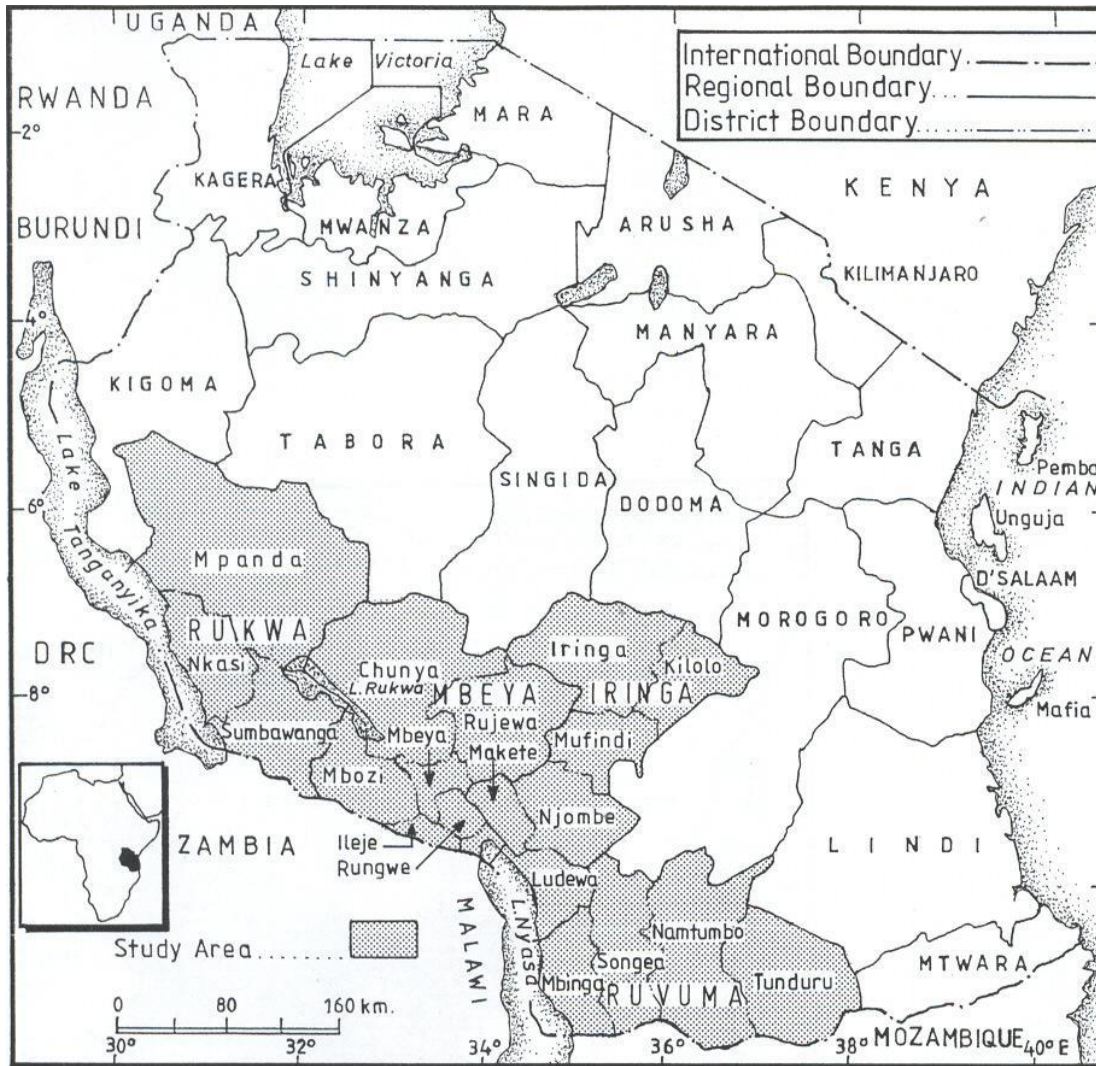 UGANDA
Lake Victoria
International Boundary
Regional Boundary
District Boundary
RWANDA
2°
MARA
KAGERA
KENYA
BURUNDI
MWANZA
ARUSHA
SHINYANGA
KILIMANJARO
4°
MANYARA
KIGOMA
Lake Tanganyika
TABORA
TANGA
SINGIDA
Pemba
INDIAN
DODOMA
6°
Unguja
Mpanda
D'SALAAM
MOROGORO
PWANI
RUKWA
Iringa
DRC
Nkasi
Chunya
Kilolo
OCEAN
L.Rukwa
MBEYA
IRINGA
8°
Mafia
Sumbawanga
Mbeya
Rujewa
Mufindi
Makete
Mbozi
Njombe
ZAMBIA
Ileje
LINDI
Rungwe
Ludewa
MALAWI
L.Nyasa
Namtumbo
Study Area
Songea
MTWARA
Mbinga
Tunduru
RUVUMA
0 80 160 km.
MOZAMBIQUE
30° 32° 34° 36° 38° 40° E